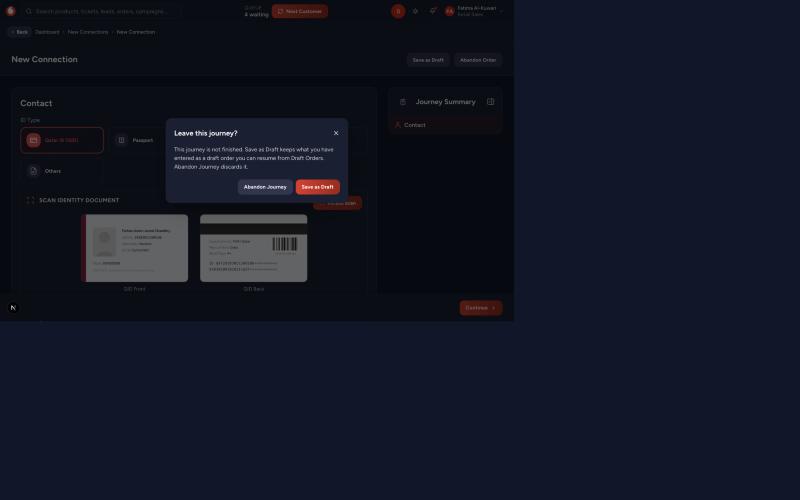 Search products, tickets, leads, orders, campaigns...
4 waiting
Next Customer
Fatima Al-Kuwari
Retail Sales
Back
Dashboard
New Connections
New Connection
New Connection
Save as Draft
Abandon Order
Contact
ID Type
Passport
Others
Journey Summary
Contact
Leave this journey?
This journey is not finished. Save as Draft keeps what you have
entered as a draft order you can resume from Draft Orders.
Abandon Journey discards it.
Abandon Journey
Save as Draft
SCAN IDENTITY DOCUMENT
QID Front
QID Back
N
Continue